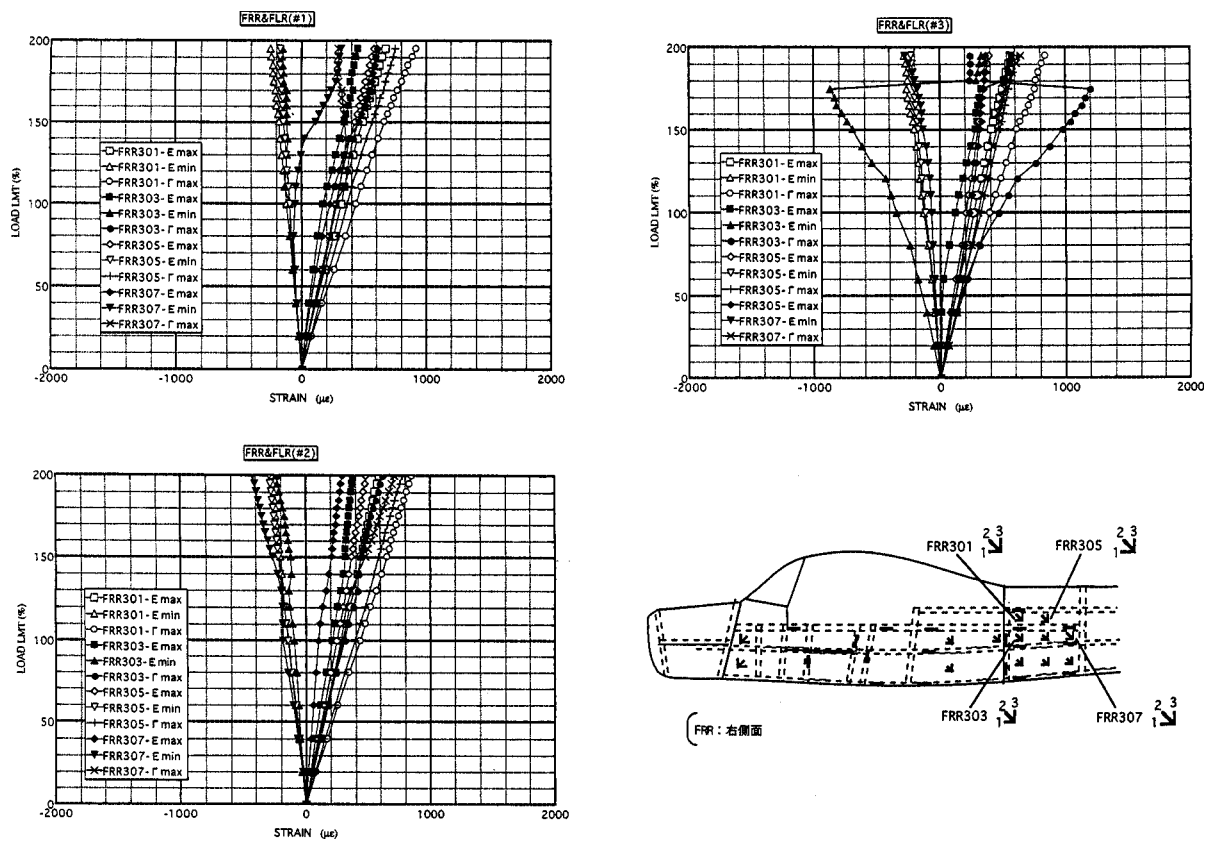 FRR&FLR(#1)
200
150
100
50
0
LOAD LMT (%)
FRR301-E max
FRR301-E min
FRR301-Γ max
FRR303-E max
FRR303-E min
FRR303-Γ max
FRR305-E max
FRR305-E min
FRR305-Γ max
FRR307-E max
FRR307-E min
FRR307-Γ max
-2000 -1000 0 1000 2000
STRAIN (με)
FRR&FLR(#3)
200
150
100
50
0
LOAD LMT (%)
FRR301-E max
FRR301-E min
FRR301-Γ max
FRR303-E max
FRR303-E min
FRR303-Γ max
FRR305-E max
FRR305-E min
FRR305-Γ max
FRR305-E max
FRR307-E min
FRR307-Γ max
-2000 -1000 0 1000 2000
STRAIN (με)
FRR&FLR(#2)
200
150
100
50
0
LOAD LMT (%)
FRR301-E max
FRR301-E min
FRR301-Γ max
FRR303-E max
FRR303-E min
FRR303-Γ max
FRR305-E max
FRR305-E min
FRR305-Γ max
FRR307-E max
FRR307-E min
FRR307-Γ max
-2000 -1000 0 1000 2000
STRAIN (με)
FRR301 1 2 3
FRR305 1 2 3
FRR303 1 2 3
FRR307 1 2 3
FRR：右側面